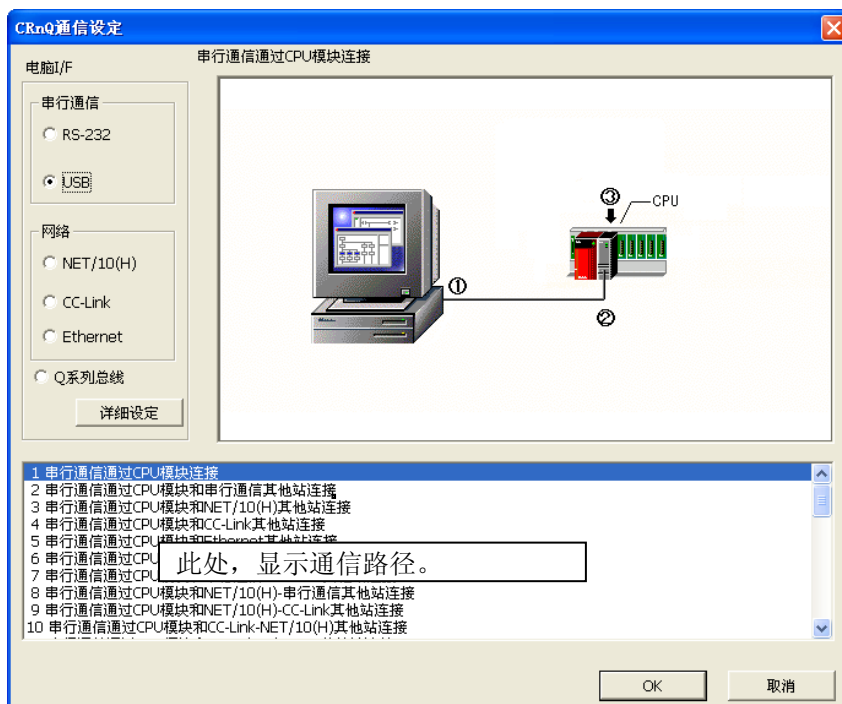 CRnQ通信设定
电脑I/F
串行通信通过CPU模块连接
串行通信
RS-232
USB
网络
NET/10(H)
CC-Link
Ethernet
Q系列总线
详细设定
③
CPU
①
②
1 串行通信通过CPU模块连接
2 串行通信通过CPU模块和串行通信其他站连接
3 串行通信通过CPU模块和NET/10(H)其他站连接
4 串行通信通过CPU模块和CC-Link其他站连接
5 串行通信通过CPU模块和Ethernet其他站连接
6 串行通信通过CPU
此处，显示通信路径。
7 串行通信通过CPU
8 串行通信通过CPU模块和NET/10(H)-串行通信其他站连接
9 串行通信通过CPU模块和NET/10(H)-CC-Link其他站连接
10 串行通信通过CPU模块和CC-Link-NET/10(H)其他站连接
OK
取消